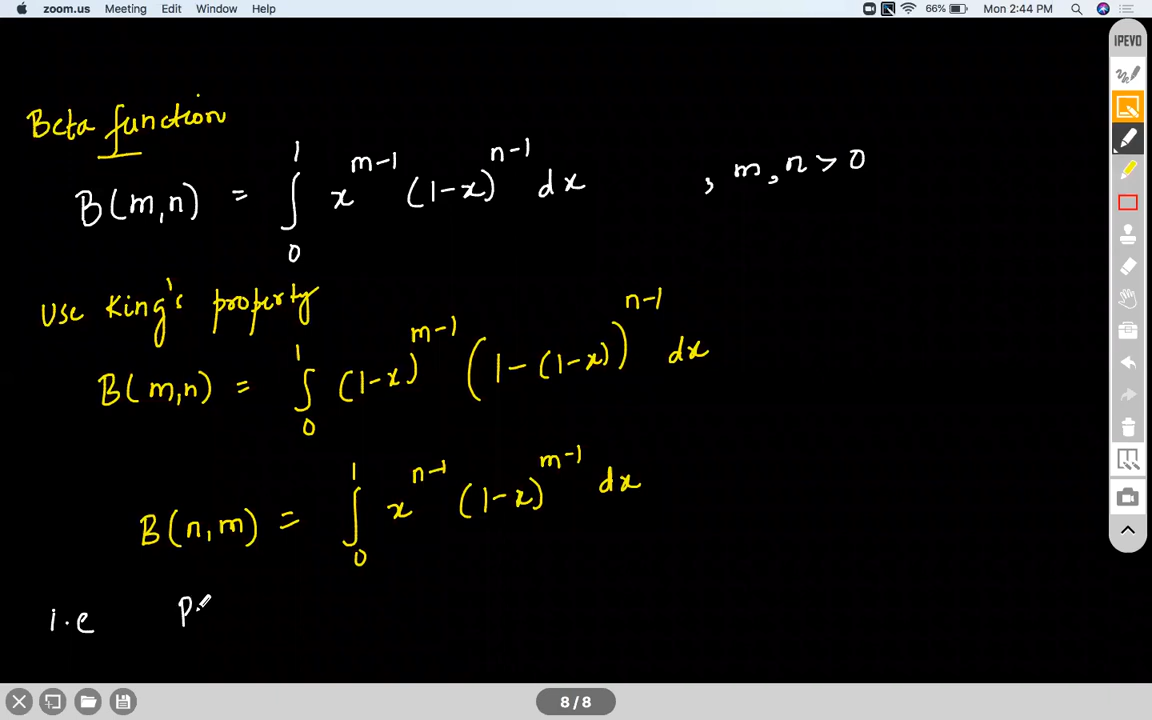 zoom.us Meeting Edit Window Help 66% Mon 2:44 PM
IPEVO
Beta function
B(m,n) = ∫₀¹ x^(m-1) (1-x)^(n-1) dx , m, n > 0
Use King's property
B(m,n) = ∫₀¹ (1-x)^(m-1) (1-(1-x))^(n-1) dx
B(n,m) = ∫₀¹ x^(n-1) (1-x)^(m-1) dx
i.e
8/8